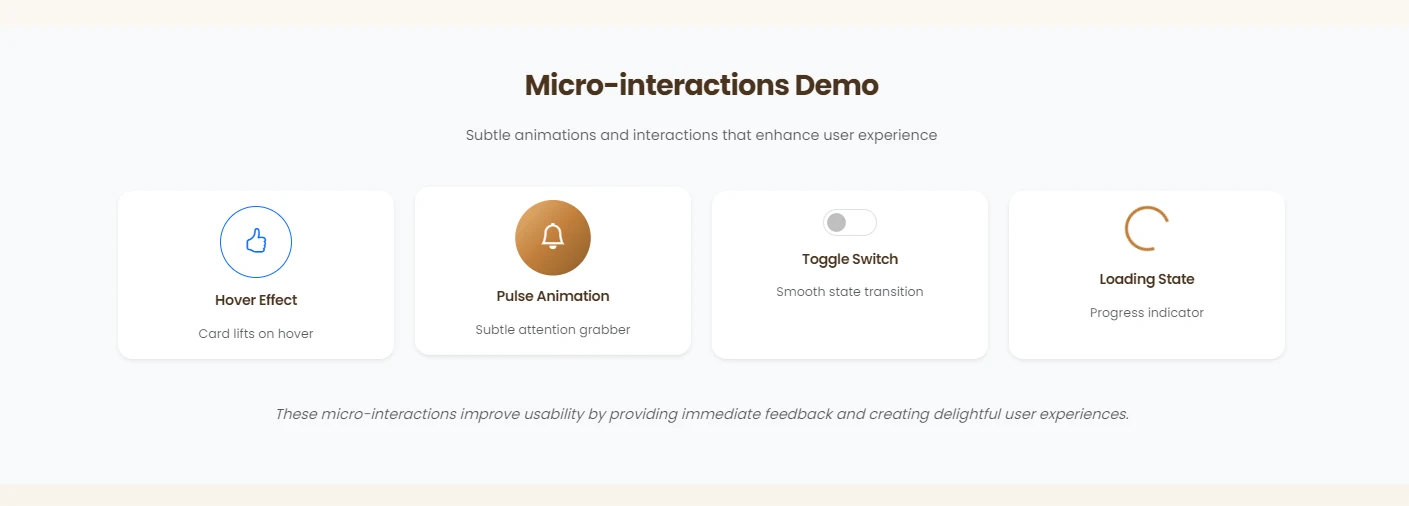 Micro-interactions Demo
Subtle animations and interactions that enhance user experience
Hover Effect
Card lifts on hover
Pulse Animation
Subtle attention grabber
Toggle Switch
Smooth state transition
Loading State
Progress indicator
These micro-interactions improve usability by providing immediate feedback and creating delightful user experiences.